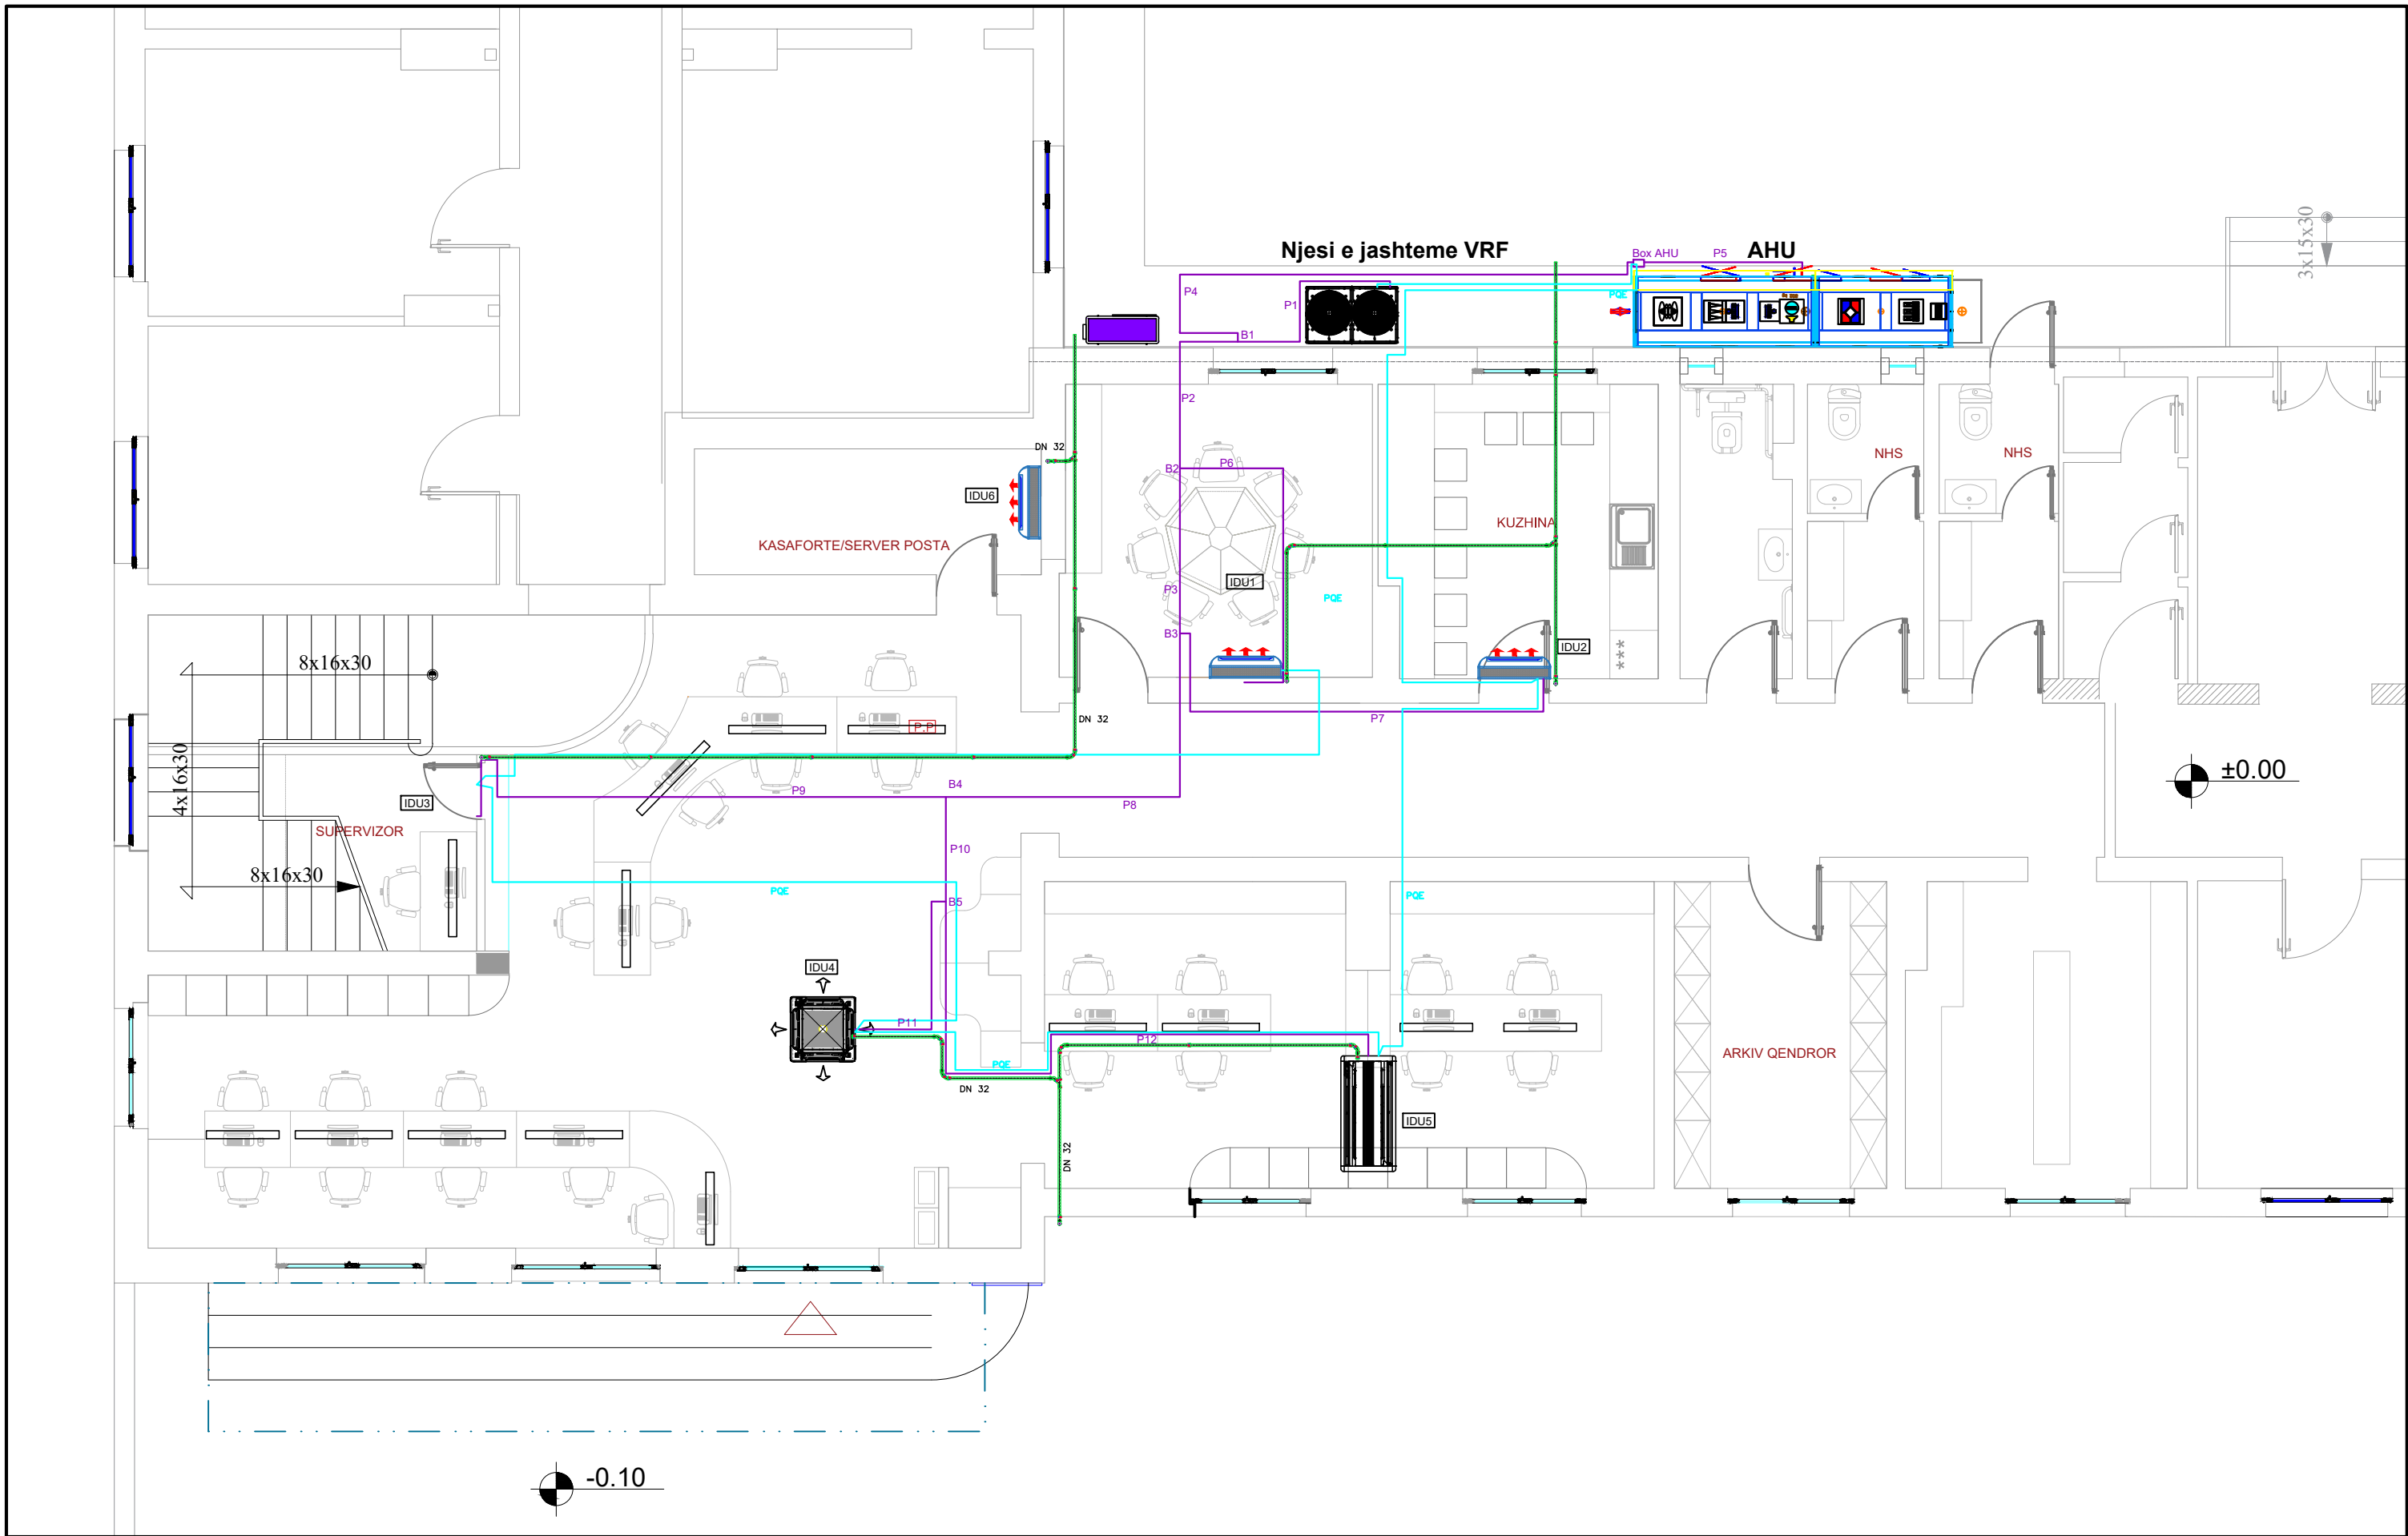 3x15x30
Njesi e jashteme VRF
Box AHU
P5
AHU
P4
P1
PQE
B1
P2
DN 32
B2
P6
NHS
NHS
IDU6
KUZHINA
KASAFORTE/SERVER POSTA
IDU1
P3
PQE
B3
IDU2
***
8x16x30
DN 32
P7
P.P
4x16x30
±0.00
B4
P9
P8
IDU3
SUPERVIZOR
P10
8x16x30
PQE
PQE
B5
IDU4
P11
P12
ARKIV QENDROR
PQE
DN 32
IDU5
DN 32
-0.10